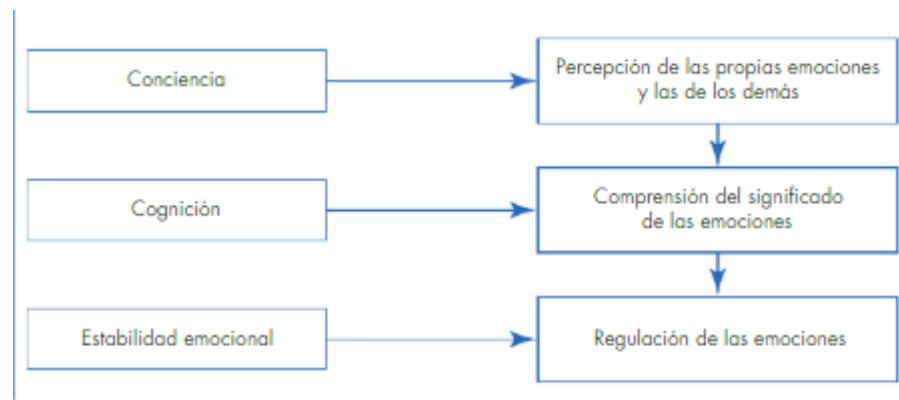 Conciencia
Percepción de las propias emociones
y las de los demás
Cognición
Comprensión del significado
de las emociones
Estabilidad emocional
Regulación de las emociones